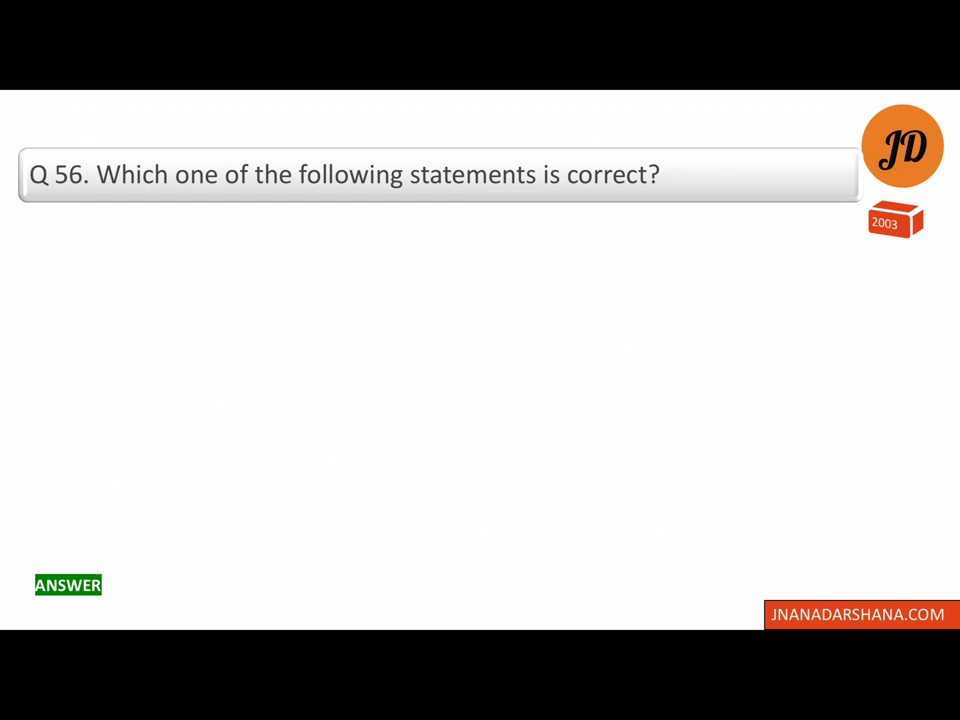 JD
Q 56. Which one of the following statements is correct?
2003
ANSWER
JNANADARSHANA.COM